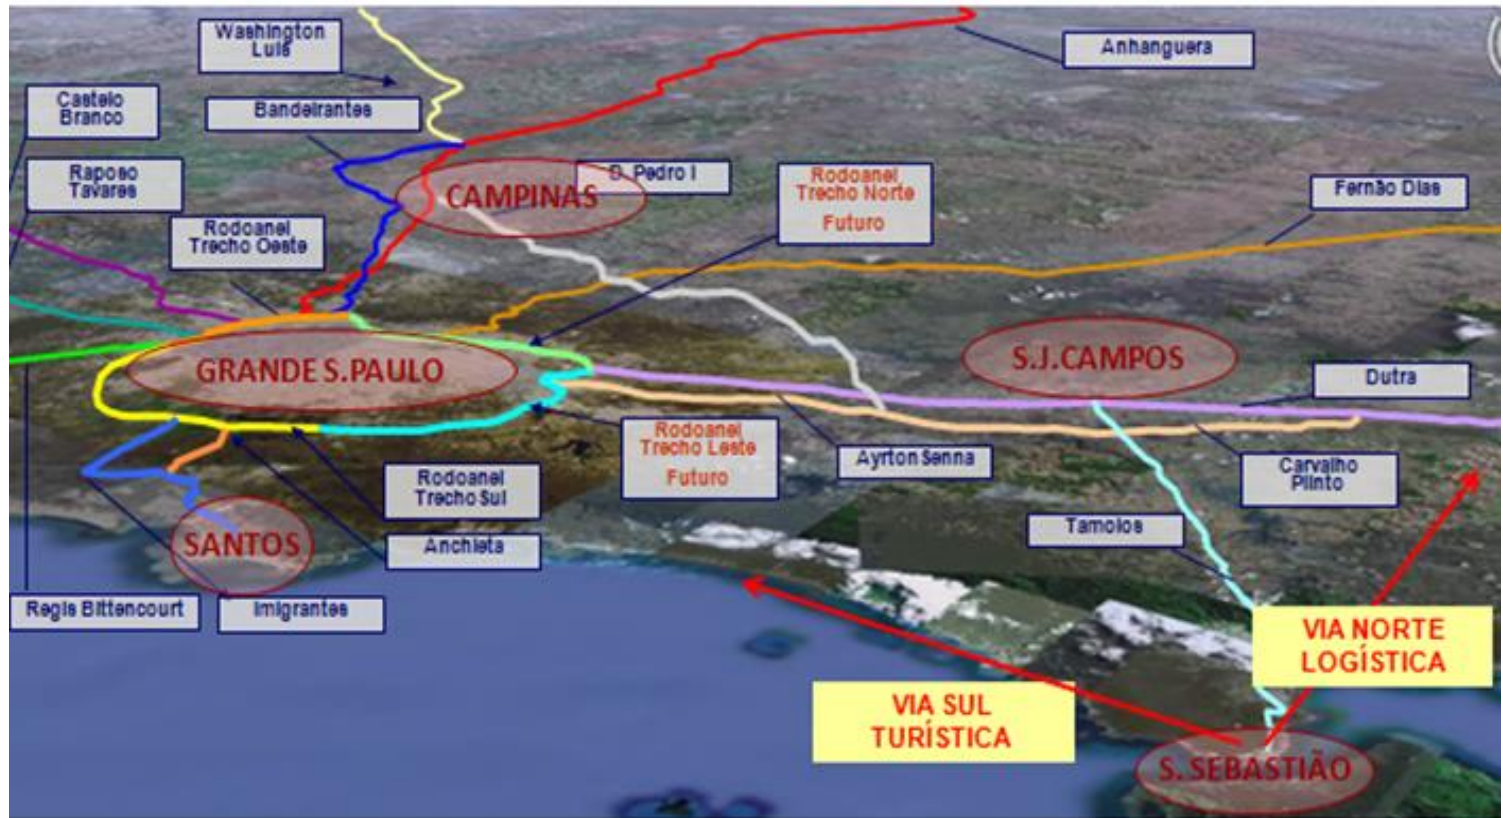 Washington
Luis
Anhanguera
Castelo
Branco
Bandeirantes
Raposo
Tavares
CAMPINAS
D. Pedro I
Rodoanel
Trecho Norte
Futuro
Fernão Dias
Rodoanel
Trecho Oeste
GRANDE S.PAULO
S.J.CAMPOS
Dutra
Rodoanel
Trecho Leste
Futuro
Ayrton Senna
Carvalho
Pinto
Rodoanel
Trecho Sul
Tamoios
SANTOS
Anchieta
Regis Bittencourt
Imigrantes
VIA NORTE
LOGÍSTICA
VIA SUL
TURÍSTICA
S. SEBASTIÃO